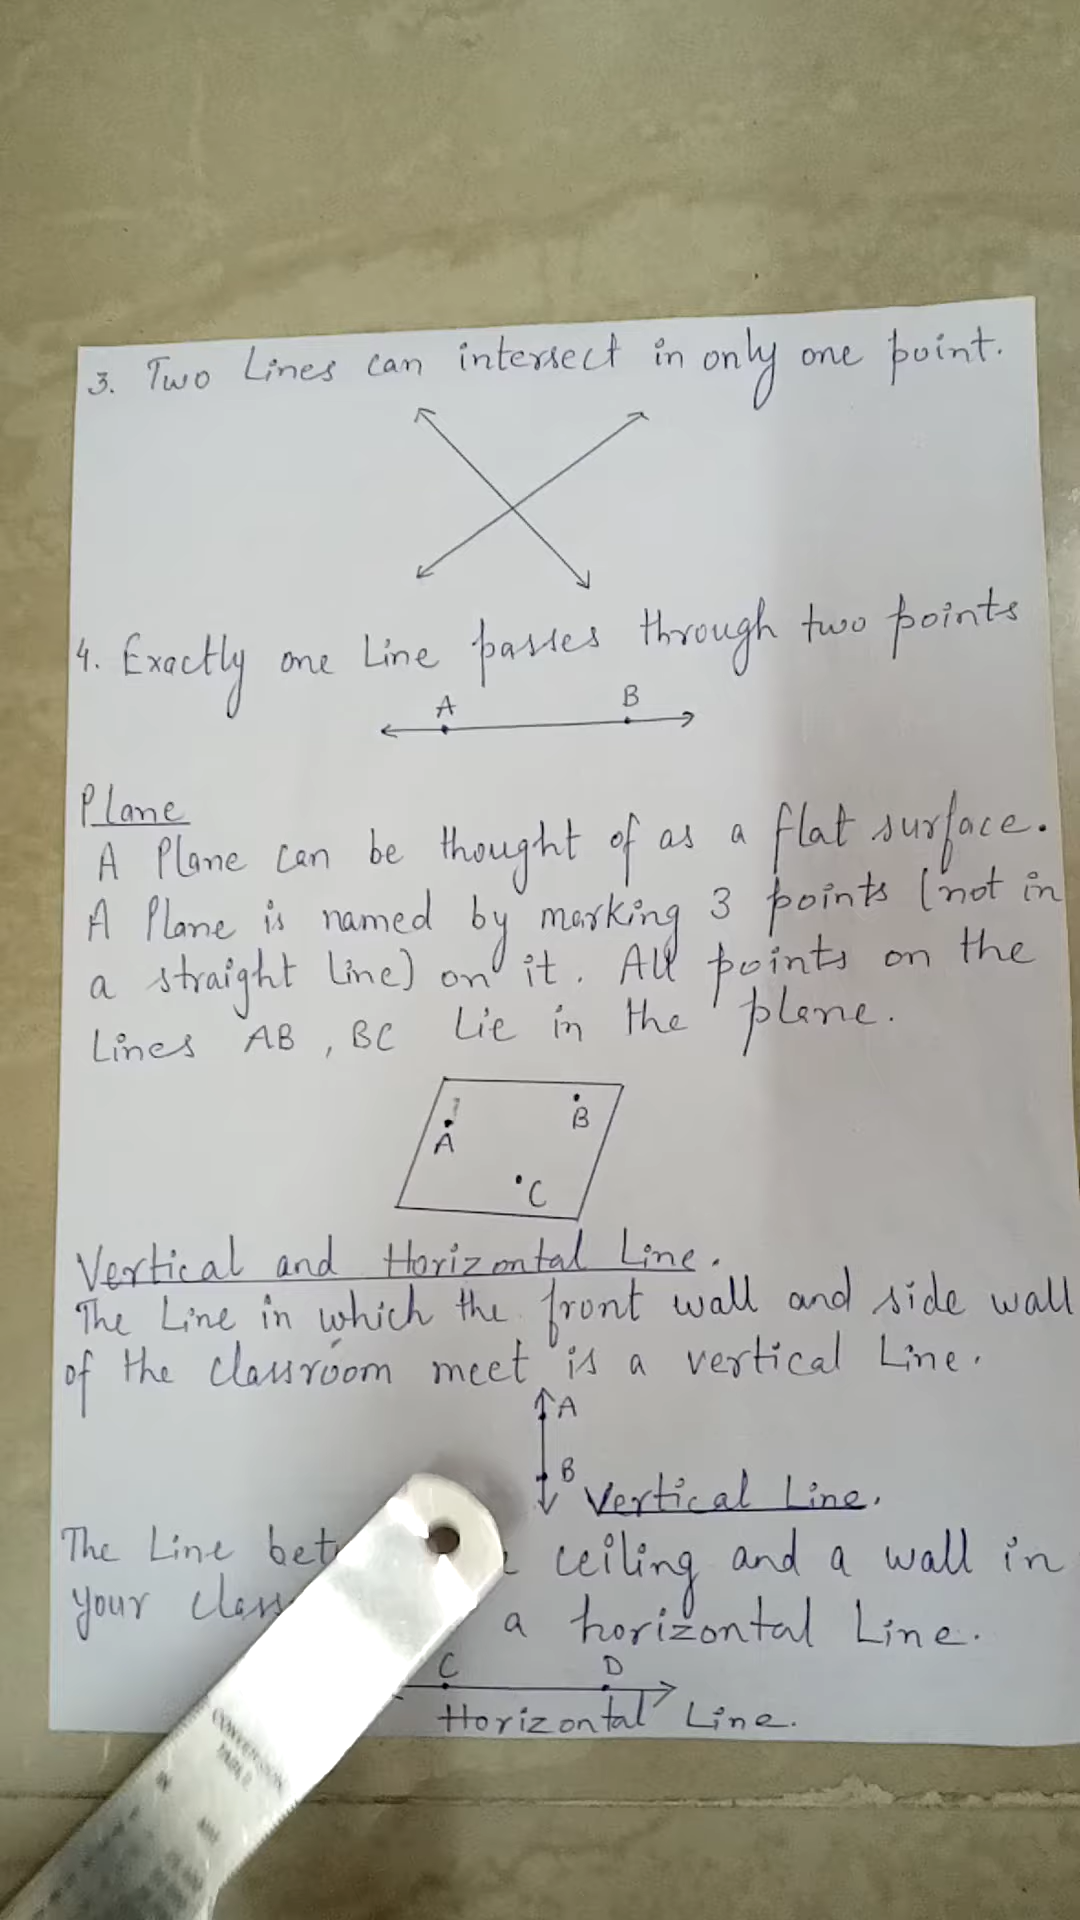 3. Two Lines can intersect in only one point.
4. Exactly one Line passes through two points
A B
Plane
A Plane can be thought of as a flat surface.
A Plane is named by marking 3 points (not in
a straight line) on it. All points on the
Lines AB, BC Lie in the plane.
A B
C
Vertical and Horizontal Line.
The Line in which the front wall and side wall
of the classroom meet is a vertical Line.
A
B Vertical Line.
The Line ceiling and a wall in
your a horizontal Line.
C D
Horizontal Line.
CONVERSION
TABLE